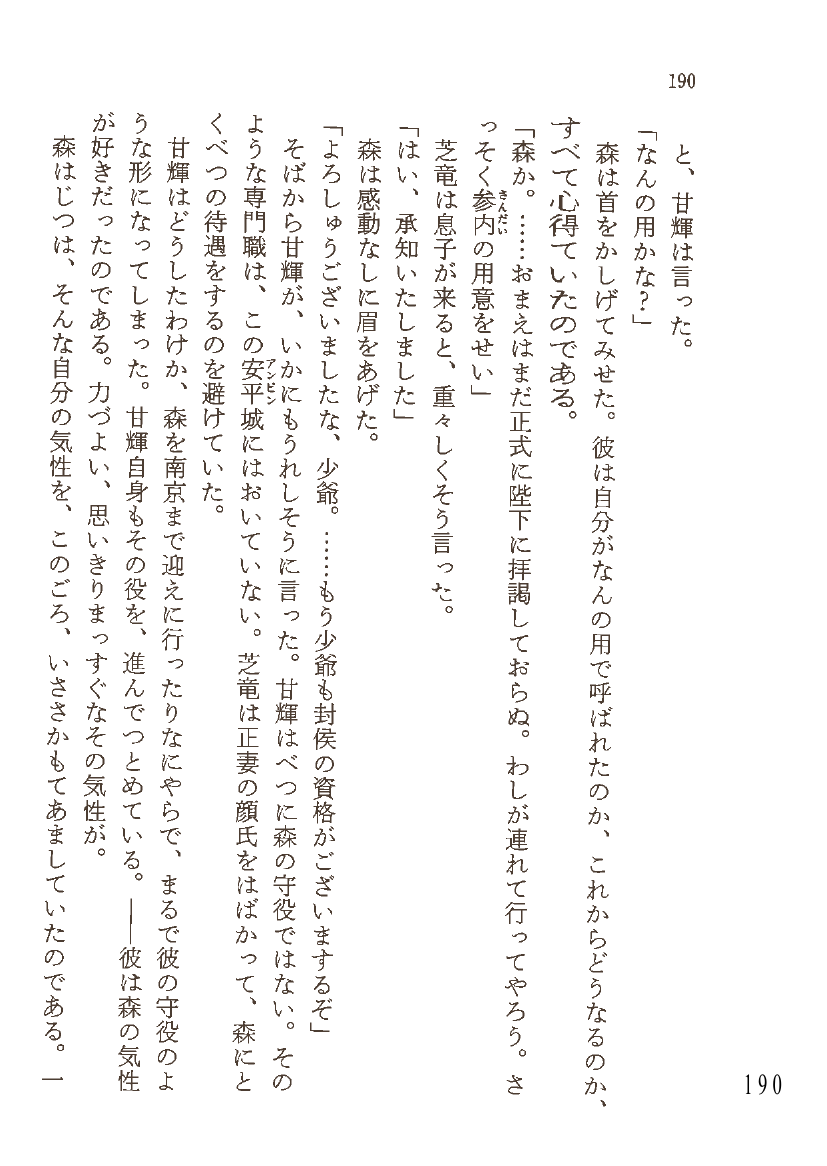 190
と、甘輝は言った。
「なんの用かな？」
森は首をかしげてみせた。彼は自分がなんの用で呼ばれたのか、これからどうなるのか、
すべて心得ていたのである。
「森か。……おまえはまだ正式に陛下に拝謁しておらぬ。わしが連れて行ってやろう。さ
っそく参内の用意をせい」
さんだい
芝竜は息子が来ると、重々しくそう言った。
「はい、承知いたしました」
森は感動なしに眉をあげた。
「よろしゅうございましたな、少爺。……もう少爺も封侯の資格がございまするぞ」
そばから甘輝が、いかにもうれしそうに言った。甘輝はべつに森の守役ではない。その
ような専門職は、この安平城にはおいていない。芝竜は正妻の顔氏をはばかって、森にと
アンピン
くべつの待遇をするのを避けていた。
甘輝はどうしたわけか、森を南京まで迎えに行ったりなにやらで、まるで彼の守役のよ
うな形になってしまった。甘輝自身もその役を、進んでつとめている。――彼は森の気性
が好きだったのである。力づよい、思いきりまっすぐなその気性が。
森はじつは、そんな自分の気性を、このごろ、いささかもてあましていたのである。一
190